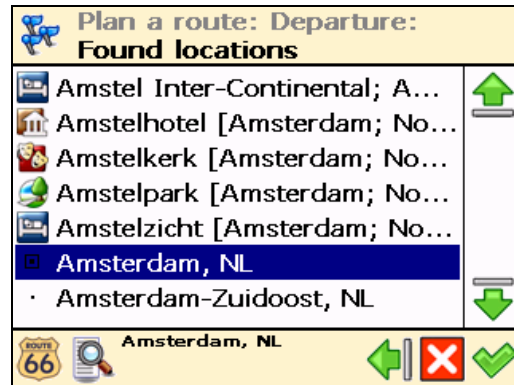 Plan a route: Departure:
Found locations
Amstel Inter-Continental; A...
Amstelhotel [Amsterdam; No...
Amstelkerk [Amsterdam; No...
Amstelpark [Amsterdam; No...
Amstelzicht [Amsterdam; No...
Amsterdam, NL
· Amsterdam-Zuidoost, NL
ROUTE
66
Amsterdam, NL